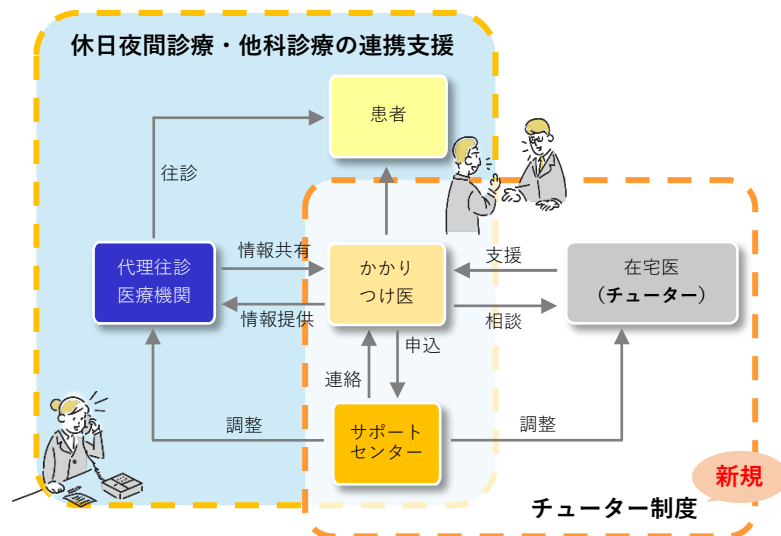 休日夜間診療・他科診療の連携支援
患者
往診
代理往診
医療機関
情報共有
情報提供
かかり
つけ医
支援
相談
在宅医
（チューター）
申込
連絡
調整
サポート
センター
調整
新規
チューター制度